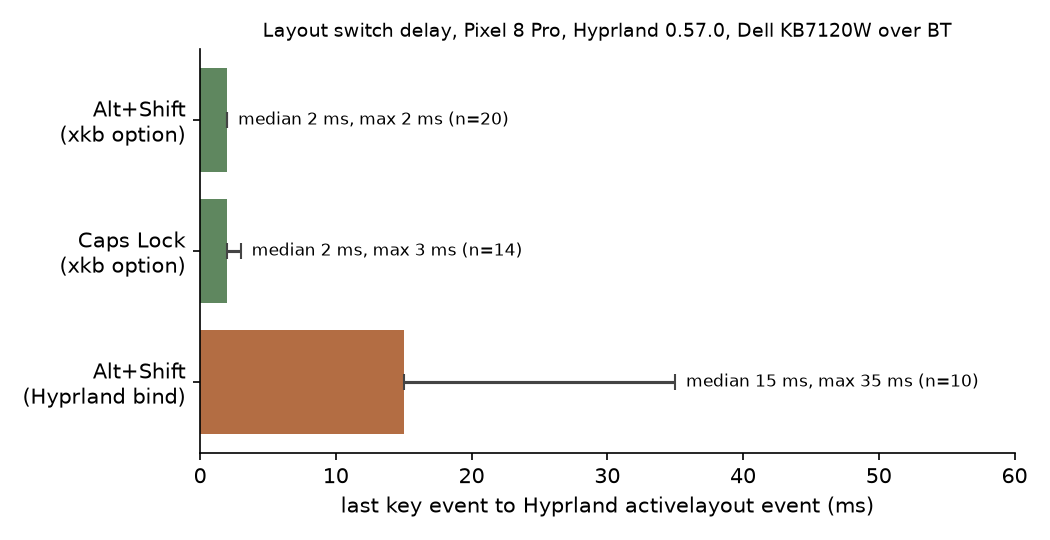 Layout switch delay, Pixel 8 Pro, Hyprland 0.57.0, Dell KB7120W over BT
Alt+Shift
(xkb option)
median 2 ms, max 2 ms (n=20)
Caps Lock
(xkb option)
median 2 ms, max 3 ms (n=14)
Alt+Shift
(Hyprland bind)
median 15 ms, max 35 ms (n=10)
0 10 20 30 40 50 60
last key event to Hyprland activelayout event (ms)